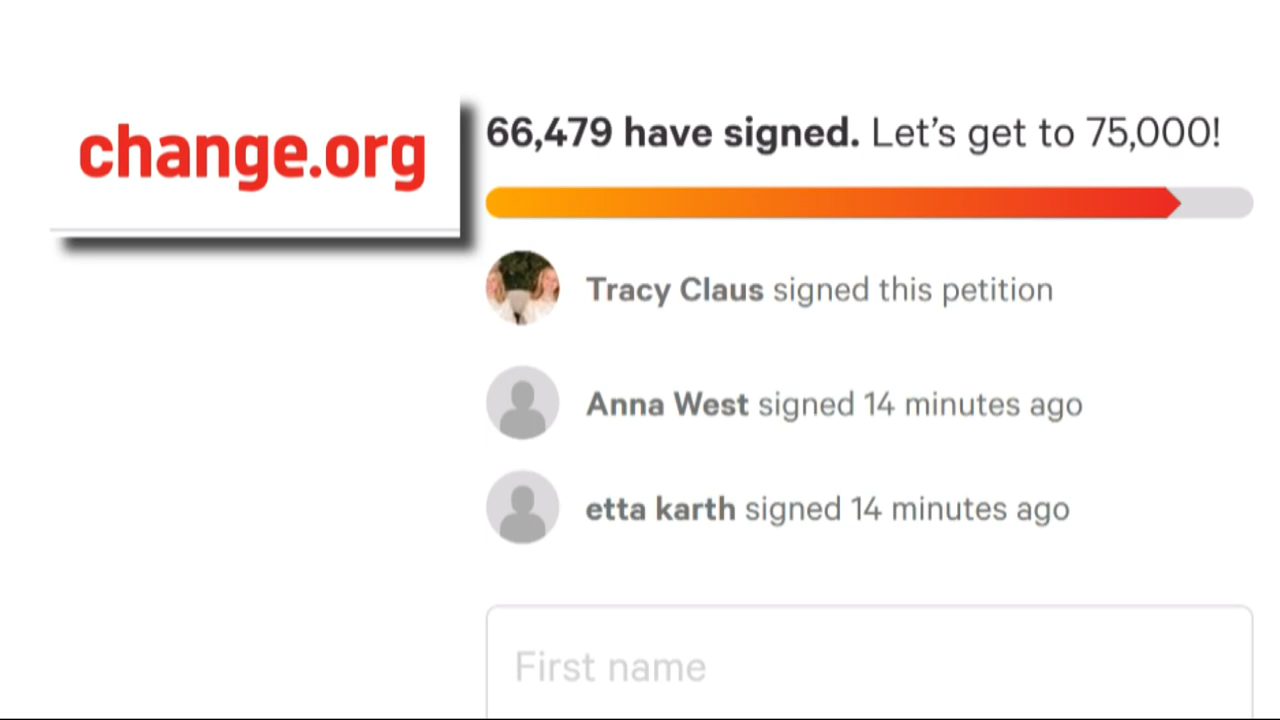 change.org
66,479 have signed. Let’s get to 75,000!
Tracy Claus signed this petition
Anna West signed 14 minutes ago
etta karth signed 14 minutes ago
First name